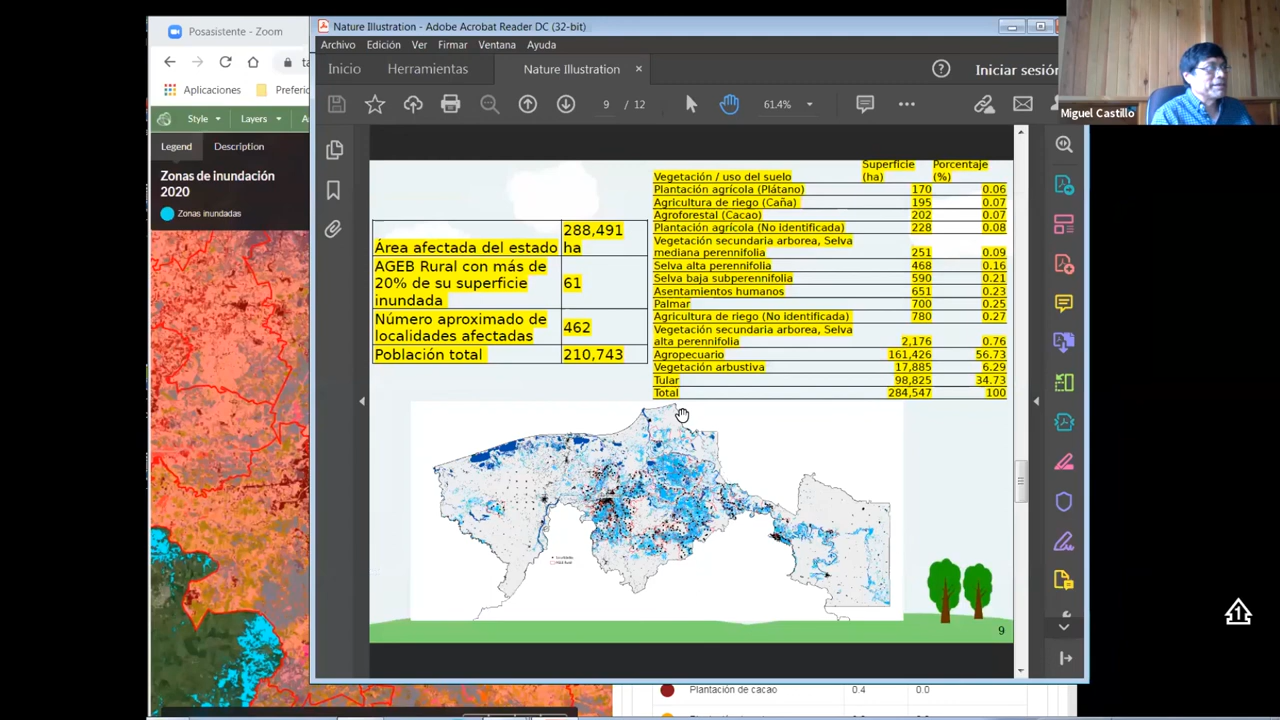 Posasistente - Zoom
Aplicaciones
Style
Layers
Legend
Description
Zonas de inundación
2020
Zonas inundadas
Nature Illustration - Adobe Acrobat Reader DC (32-bit)
Archivo Edición Ver Firmar Ventana Ayuda
Inicio Herramientas Nature Illustration × Iniciar sesión
9 / 12 61.4%
Miguel Castillo
Área afectada del estado 288,491 ha
AGEB Rural con más de
20% de su superficie 61
inundada
Número aproximado de
localidades afectadas 462
Población total 210,743
Superficie Porcentaje
Vegetación / uso del suelo (ha) (%)
Plantación agrícola (Plátano) 170 0.06
Agricultura de riego (Caña) 195 0.07
Agroforestal (Cacao) 202 0.07
Plantación agrícola (No identificada) 228 0.08
Vegetación secundaria arborea, Selva
mediana perennifolia 251 0.09
Selva alta perennifolia 468 0.16
Selva baja subperennifolia 590 0.21
Asentamientos humanos 651 0.23
Palmar 700 0.25
Agricultura de riego (No identificada) 780 0.27
Vegetación secundaria arborea, Selva
alta perennifolia 2,176 0.76
Agropecuario 161,426 56.73
Vegetación arbustiva 17,885 6.29
Tular 98,825 34.73
Total 284,547 100
9
Plantación de cacao 0.4 0.0